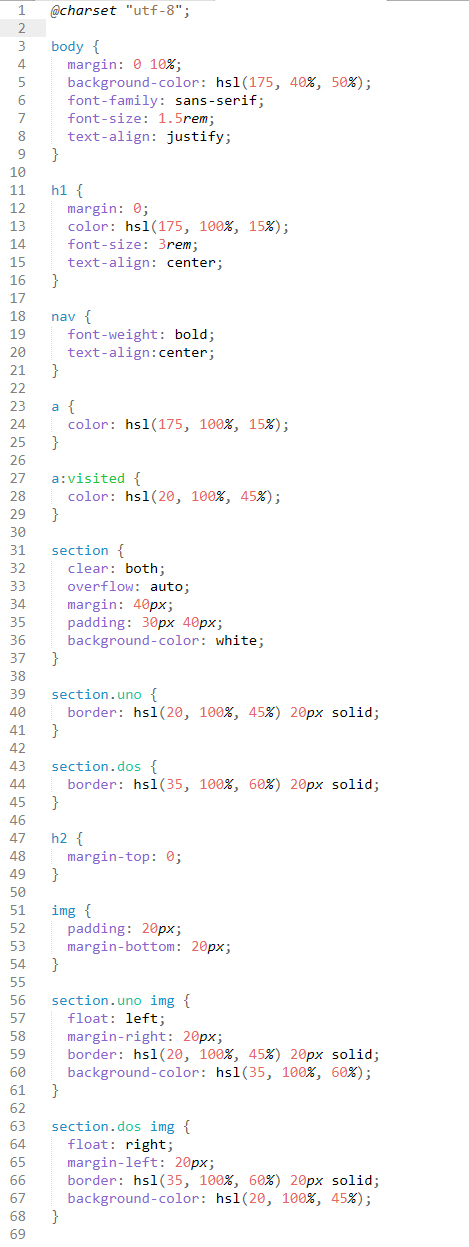 1 @charset "utf-8";
2
3 body {
4 margin: 0 10%;
5 background-color: hsl(175, 40%, 50%);
6 font-family: sans-serif;
7 font-size: 1.5rem;
8 text-align: justify;
9 }
10
11 h1 {
12 margin: 0;
13 color: hsl(175, 100%, 15%);
14 font-size: 3rem;
15 text-align: center;
16 }
17
18 nav {
19 font-weight: bold;
20 text-align:center;
21 }
22
23 a {
24 color: hsl(175, 100%, 15%);
25 }
26
27 a:visited {
28 color: hsl(20, 100%, 45%);
29 }
30
31 section {
32 clear: both;
33 overflow: auto;
34 margin: 40px;
35 padding: 30px 40px;
36 background-color: white;
37 }
38
39 section.uno {
40 border: hsl(20, 100%, 45%) 20px solid;
41 }
42
43 section.dos {
44 border: hsl(35, 100%, 60%) 20px solid;
45 }
46
47 h2 {
48 margin-top: 0;
49 }
50
51 img {
52 padding: 20px;
53 margin-bottom: 20px;
54 }
55
56 section.uno img {
57 float: left;
58 margin-right: 20px;
59 border: hsl(20, 100%, 45%) 20px solid;
60 background-color: hsl(35, 100%, 60%);
61 }
62
63 section.dos img {
64 float: right;
65 margin-left: 20px;
66 border: hsl(35, 100%, 60%) 20px solid;
67 background-color: hsl(20, 100%, 45%);
68 }
69